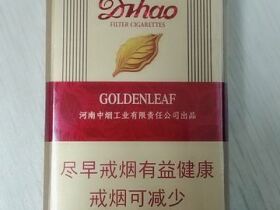 Dihao
FILTER CIGARETTES
GOLDENLEAF
河南中烟工业有限责任公司出品
尽早戒烟有益健康
戒烟可减少